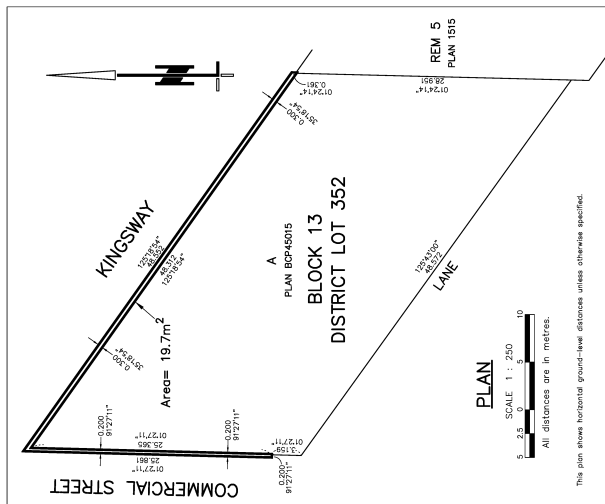 REM 5
PLAN 1515
01°24'14"
0.361
28.951
01°24'14"
35°18'54"
0.300
KINGSWAY
125°18'54"
48.552
48.312
125°18'54"
A
PLAN BCP45015
BLOCK 13
DISTRICT LOT 352
125°43'00"
48.572
LANE
35°18'54"
0.300
Area= 19.7m2
COMMERCIAL STREET
0.200
91°27'11"
01°27'11"
25.365
25.861
01°27'11"
0.200
91°27'11"
01°27'11"
3.159
0.200
91°27'11"
PLAN
SCALE 1 : 250
5 2.5 0 5 10
All distances are in metres.
This plan shows horizontal ground-level distances unless otherwise specified.